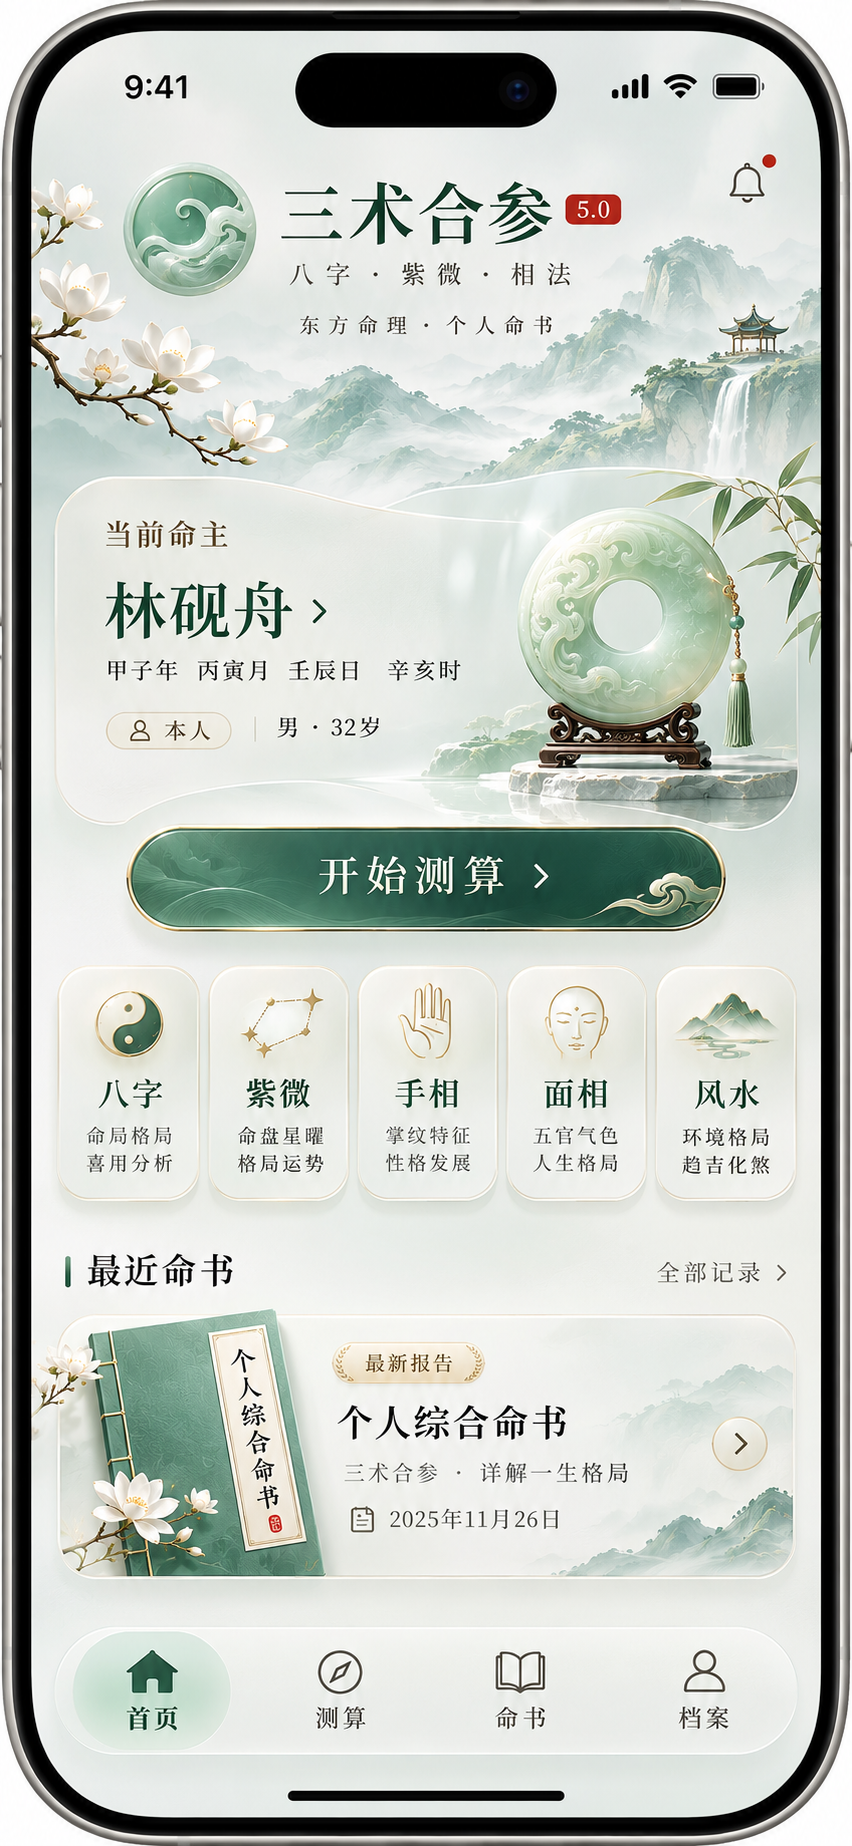 9:41
三术合参 5.0
八字 · 紫微 · 相法
东方命理 · 个人命书
当前命主
林砚舟
甲子年 丙寅月 壬辰日 辛亥时
本人 男 · 32岁
开始测算
八字
命局格局
喜用分析
紫微
命盘星曜
格局运势
手相
掌纹特征
性格发展
面相
五官气色
人生格局
风水
环境格局
趋吉化煞
最近命书
全部记录
个人综合命书
最新报告
个人综合命书
三术合参 · 详解一生格局
2025年11月26日
首页
测算
命书
档案